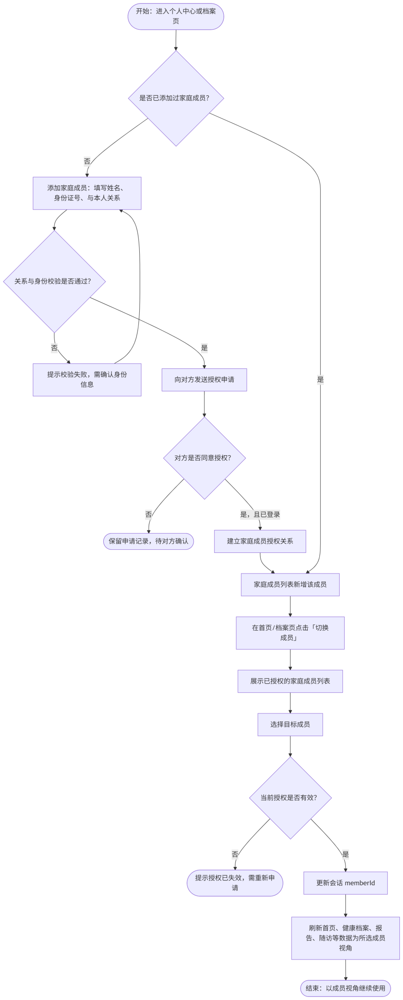 开始：进入个人中心或档案
页
是否已添加过家庭成员？
否
添加家庭成员：填写姓名、
身份证号、与本人关系
关系与身份校验是否通过？
否
是
提示校验失败，需确认身份
信息
向对方发送授权申请
是
对方是否同意授权？
否
是，且已登录
保留申请记录，待对方确认
建立家庭成员授权关系
家庭成员列表新增该成员
在首页/档案页点击「切换
成员」
展示已授权的家庭成员列表
选择目标成员
当前授权是否有效？
否
是
提示授权已失效，需重新申
请
更新会话 memberId
刷新首页、健康档案、报
告、随访等数据为所选成员
视角
结束：以成员视角继续使用